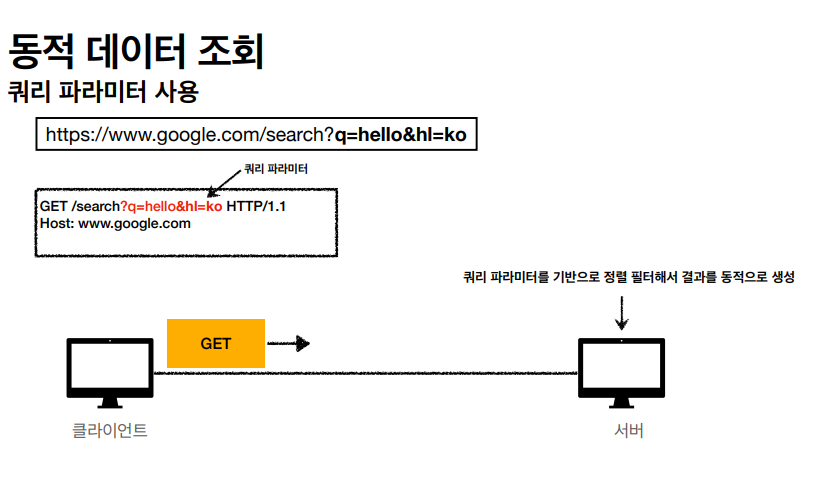 동적 데이터 조회
쿼리 파라미터 사용
https://www.google.com/search?q=hello&hl=ko
쿼리 파라미터
GET /search?q=hello&hl=ko HTTP/1.1
Host: www.google.com
쿼리 파라미터를 기반으로 정렬 필터해서 결과를 동적으로 생성
GET
클라이언트
서버